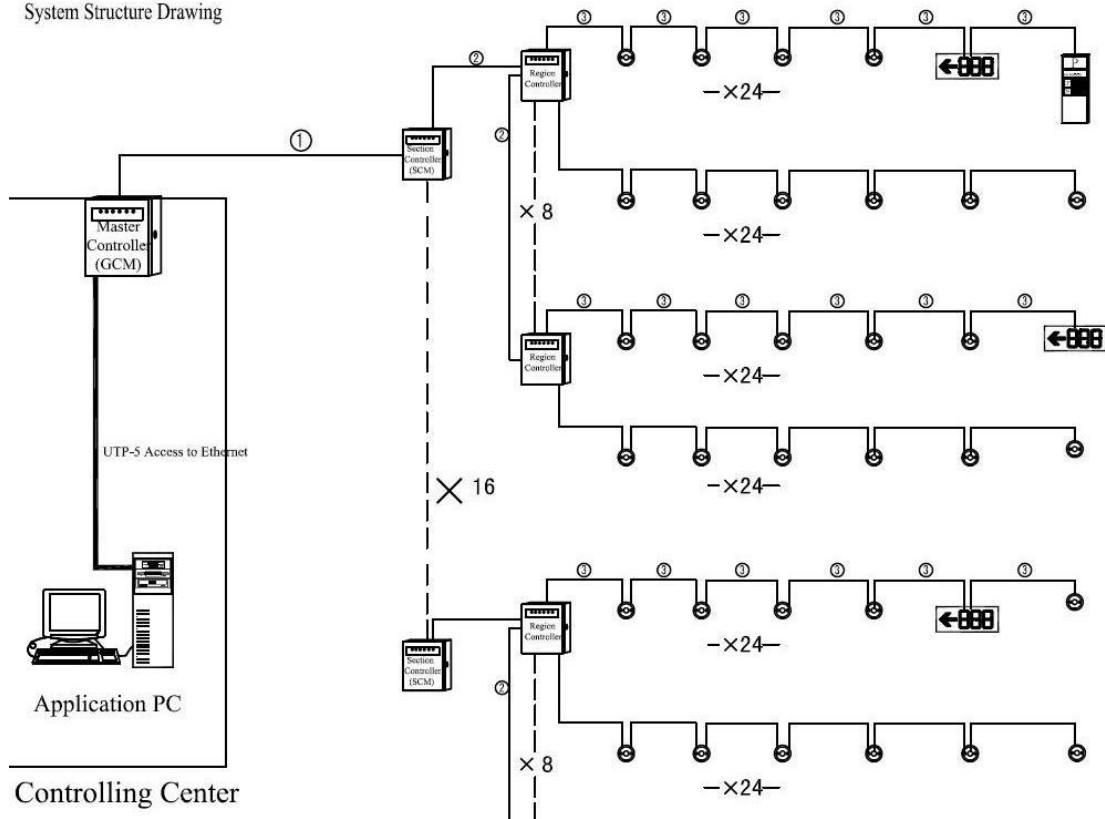 System Structure Drawing
③ ③ ③ ③ ③ ③
②
Region
Controller
←888
—×24—
①
②
Section
Controller
(SCM)
× 8
—×24—
Master
Controller
(GCM)
③ ③ ③ ③ ③ ③
Region
Controller
←888
—×24—
UTP-5 Access to Ethernet
× 16
—×24—
③ ③ ③ ③ ③ ③
Region
Controller
←888
—×24—
Section
Controller
(SCM)
②
Application PC
× 8
—×24—
Controlling Center